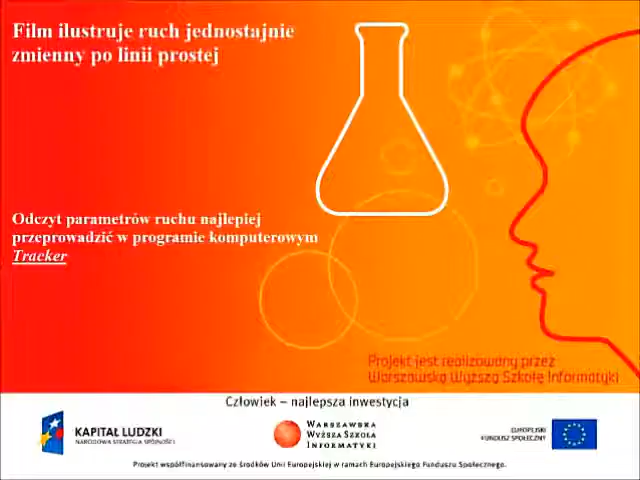 Film ilustruje ruch jednostajnie
zmienny po linii prostej
Odczyt parametrów ruchu najlepiej
przeprowadzić w programie komputerowym
Tracker
Projekt jest realizowany przez
Warszawską Wyższą Szkołę Informatyki
Człowiek – najlepsza inwestycja
KAPITAŁ LUDZKI
NARODOWA STRATEGIA SPÓJNOŚCI
WARSZAWSKA
WYŻSZA SZKOŁA
INFORMATYKI
EUROPEJSKI
FUNDUSZ SPOŁECZNY
Projekt współfinansowany ze środków Unii Europejskiej w ramach Europejskiego Funduszu Społecznego.